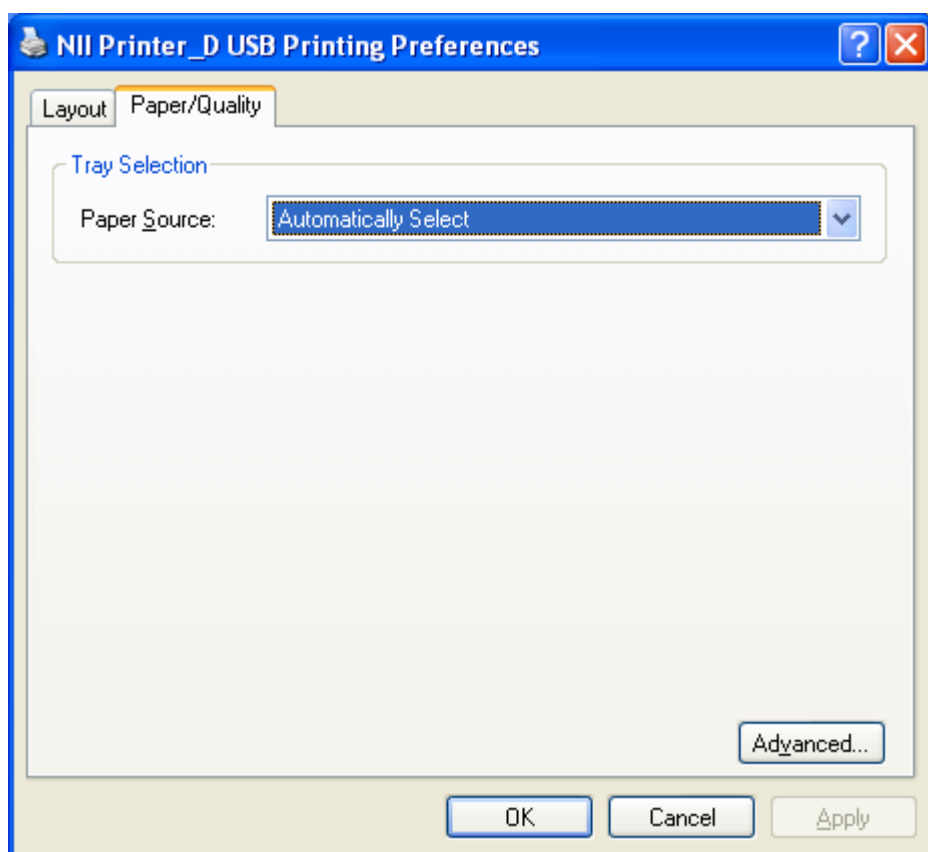 NII Printer_D USB Printing Preferences
Layout Paper/Quality
Tray Selection
Paper Source: Automatically Select
Advanced...
OK Cancel Apply